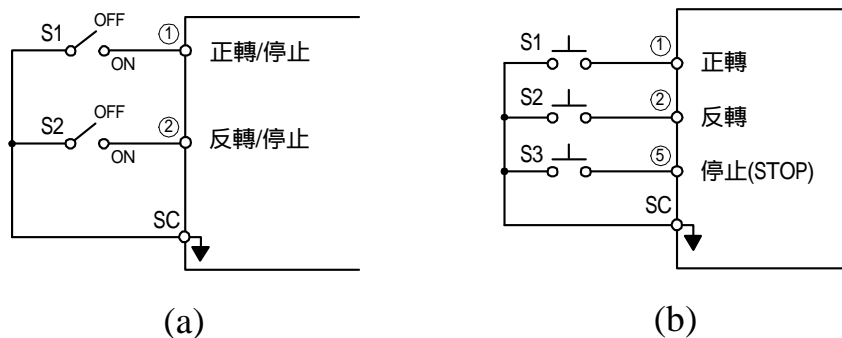 S1
OFF
ON
①
正轉/停止
S2
OFF
ON
②
反轉/停止
SC
(a)
S1
①
正轉
S2
②
反轉
S3
⑤
停止(STOP)
SC
(b)